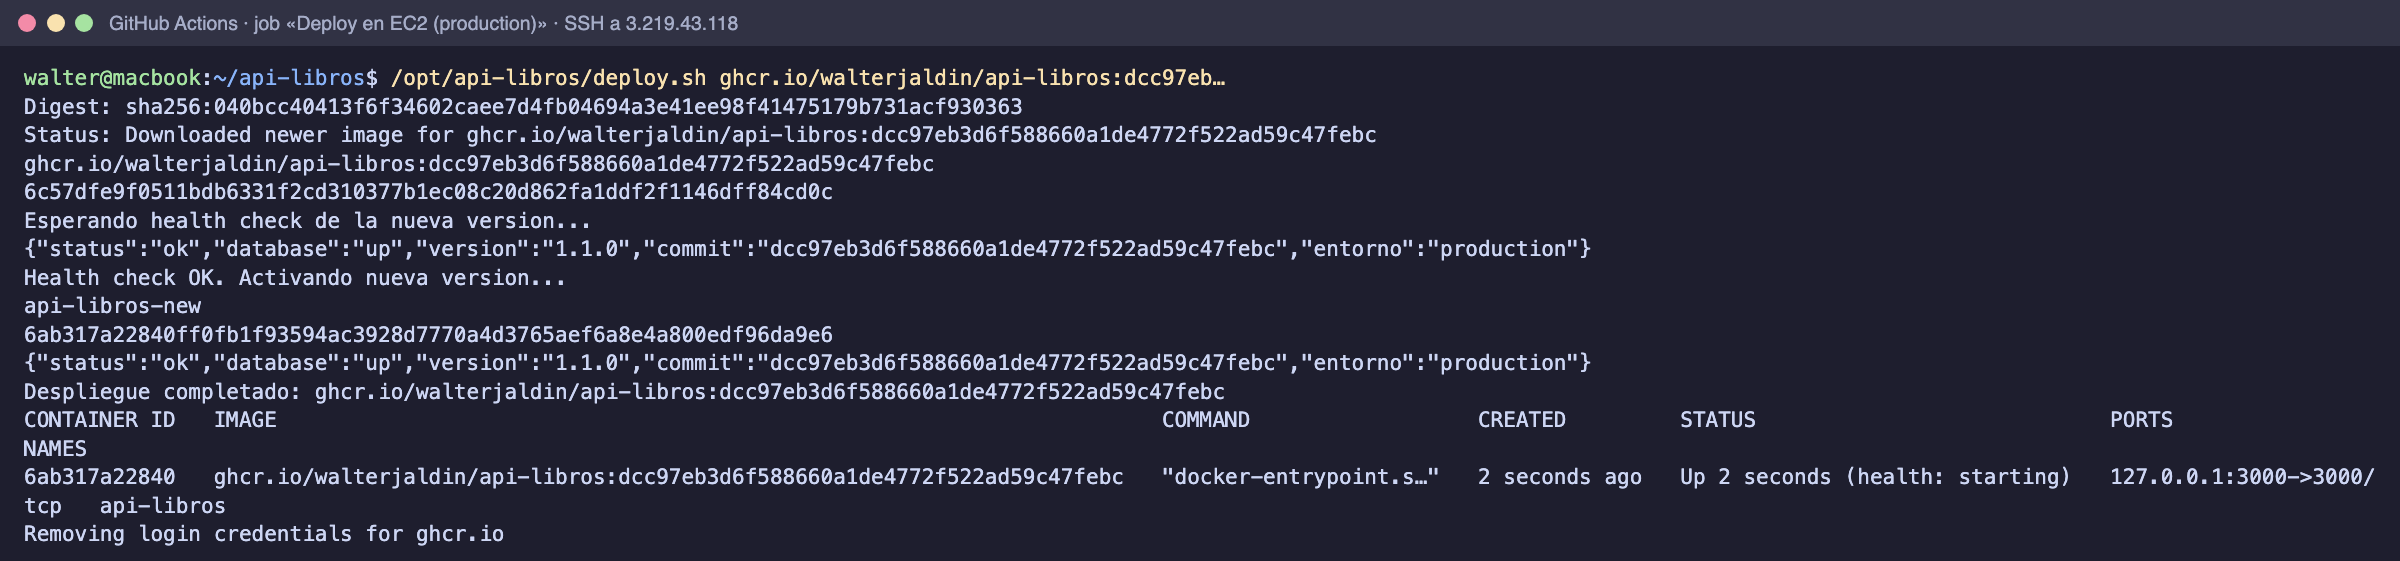 GitHub Actions · job «Deploy en EC2 (production)» · SSH a 3.219.43.118
walter@macbook:~/api-libros$ /opt/api-libros/deploy.sh ghcr.io/walterjaldin/api-libros:dcc97eb…
Digest: sha256:040bcc40413f6f34602caee7d4fb04694a3e41ee98f41475179b731acf930363
Status: Downloaded newer image for ghcr.io/walterjaldin/api-libros:dcc97eb3d6f588660a1de4772f522ad59c47febc
ghcr.io/walterjaldin/api-libros:dcc97eb3d6f588660a1de4772f522ad59c47febc
6c57dfe9f0511bdb6331f2cd310377b1ec08c20d862fa1ddf2f1146dff84cd0c
Esperando health check de la nueva version...
{"status":"ok","database":"up","version":"1.1.0","commit":"dcc97eb3d6f588660a1de4772f522ad59c47febc","entorno":"production"}
Health check OK. Activando nueva version...
api-libros-new
6ab317a22840ff0fb1f93594ac3928d7770a4d3765aef6a8e4a800edf96da9e6
{"status":"ok","database":"up","version":"1.1.0","commit":"dcc97eb3d6f588660a1de4772f522ad59c47febc","entorno":"production"}
Despliegue completado: ghcr.io/walterjaldin/api-libros:dcc97eb3d6f588660a1de4772f522ad59c47febc
CONTAINER ID   IMAGE                                                                      COMMAND                  CREATED         STATUS                            PORTS
NAMES
6ab317a22840   ghcr.io/walterjaldin/api-libros:dcc97eb3d6f588660a1de4772f522ad59c47febc   "docker-entrypoint.s…"   2 seconds ago   Up 2 seconds (health: starting)   127.0.0.1:3000->3000/
tcp   api-libros
Removing login credentials for ghcr.io